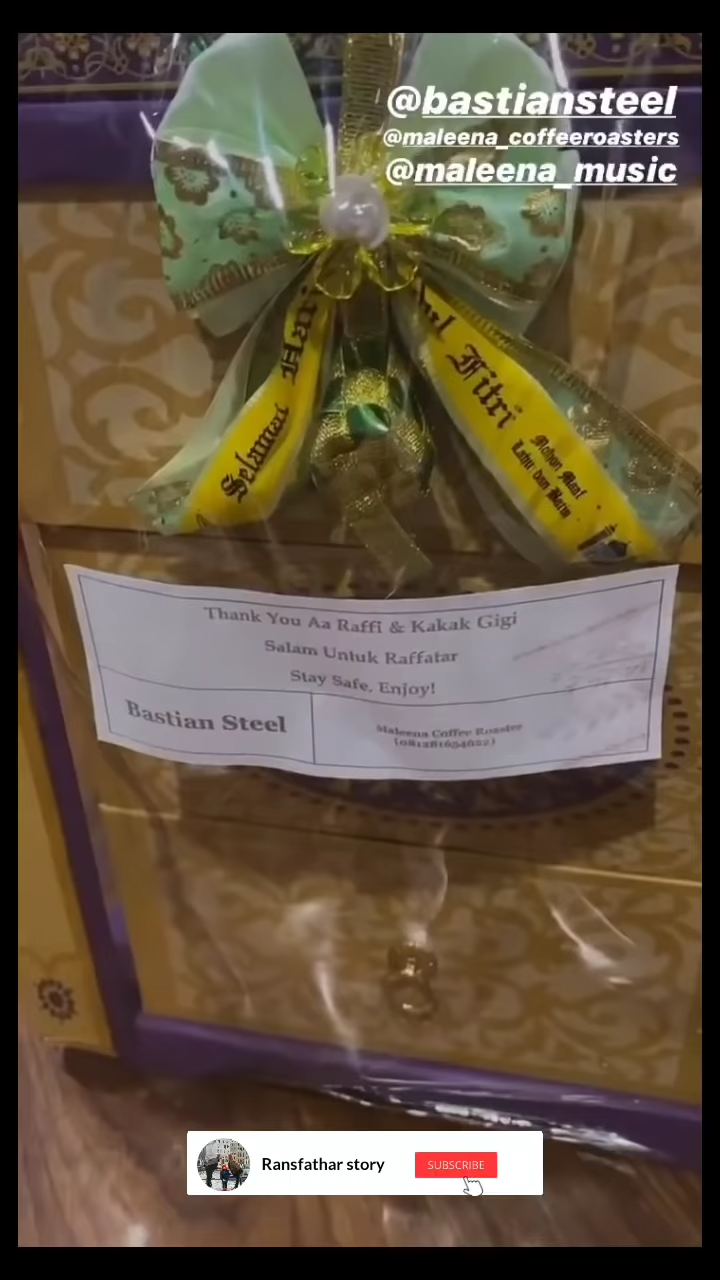 @bastiansteel
@maleena_coffeeroasters
@maleena_music
Selamat Hari
Fitri
Mohon Maaf
Lahir dan Batin
Thank You Aa Raffi & Kakak Gigi
Salam Untuk Raffatar
Stay Safe, Enjoy!
Bastian Steel
Maleena Coffee Roaster
Ransfathar story
SUBSCRIBE